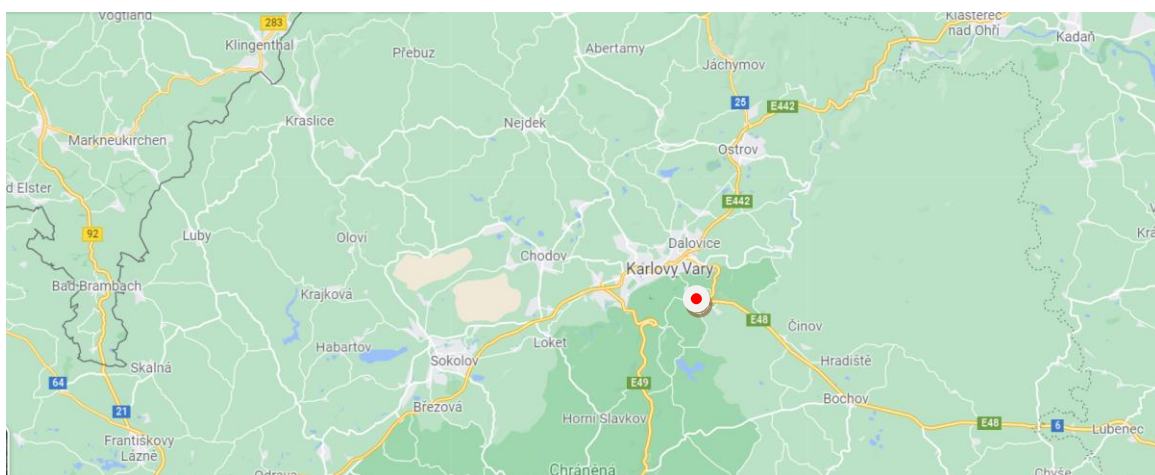 Vogtland
283
Klášterec
nad Ohří
Klingenthal
Přebuz
Abertamy
Kadaň
Jáchymov
25
E442
Kraslice
Nejdek
Markneukirchen
Ostrov
d Elster
E442
92
Luby
Oloví
Dalovice
Chodov
Karlovy Vary
Bad Brambach
Krajková
E48
Činov
Habartov
Loket
Sokolov
Hradiště
Skalná
64
E49
Bochov
21
Březová
Horní Slavkov
E48
6
Lubenec
Františkovy
Lázně
Chráněná
Chyše